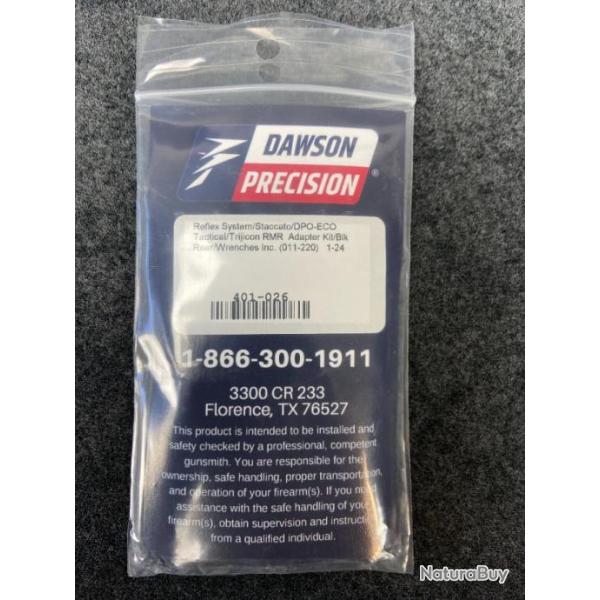 DAWSON
PRECISION®
Reflex System/Staccato/DPO-ECO
Tactical/Trijicon RMR Adapter Kit/Blk
Rear/Wrenches Inc. (011-220) 1-24
401-026
1-866-300-1911
3300 CR 233
Florence, TX 76527
This product is intended to be installed and
safety checked by a professional, competent
gunsmith. You are responsible for the
ownership, safe handling, proper transportation,
and operation of your firearm(s). If you need
assistance with the safe handling of your
firearm(s), obtain supervision and instruction
from a qualified individual.
NaturaBuy